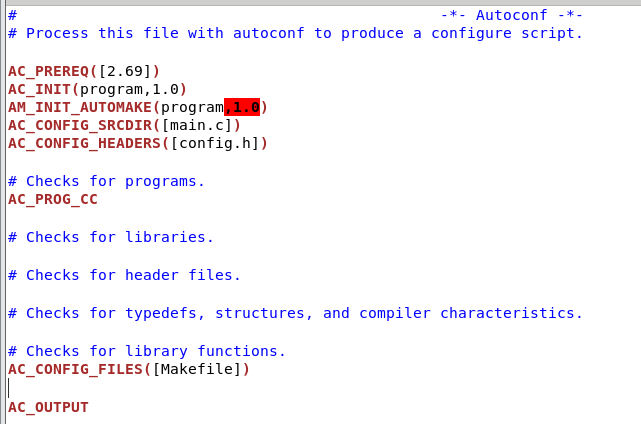 #                                               -*- Autoconf -*-
# Process this file with autoconf to produce a configure script.
AC_PREREQ([2.69])
AC_INIT(program,1.0)
AM_INIT_AUTOMAKE(program,1.0)
AC_CONFIG_SRCDIR([main.c])
AC_CONFIG_HEADERS([config.h])
# Checks for programs.
AC_PROG_CC
# Checks for libraries.
# Checks for header files.
# Checks for typedefs, structures, and compiler characteristics.
# Checks for library functions.
AC_CONFIG_FILES([Makefile])
AC_OUTPUT